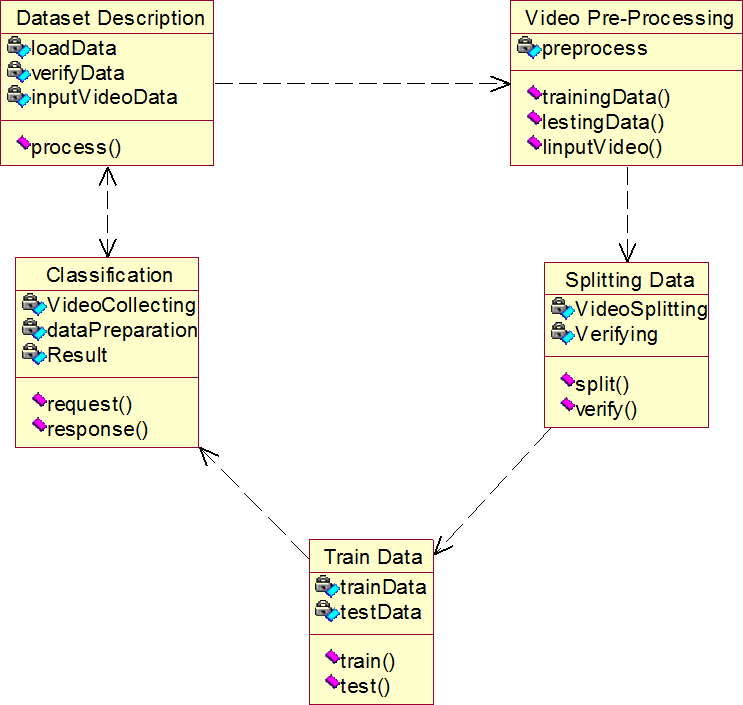 Dataset Description
loadData
verifyData
inputVideoData
process()
Video Pre-Processing
preprocess
trainingData()
lestingData()
linputVideo()
Classification
VideoCollecting
dataPreparation
Result
request()
response()
Splitting Data
VideoSplitting
Verifying
split()
verify()
Train Data
trainData
testData
train()
test()